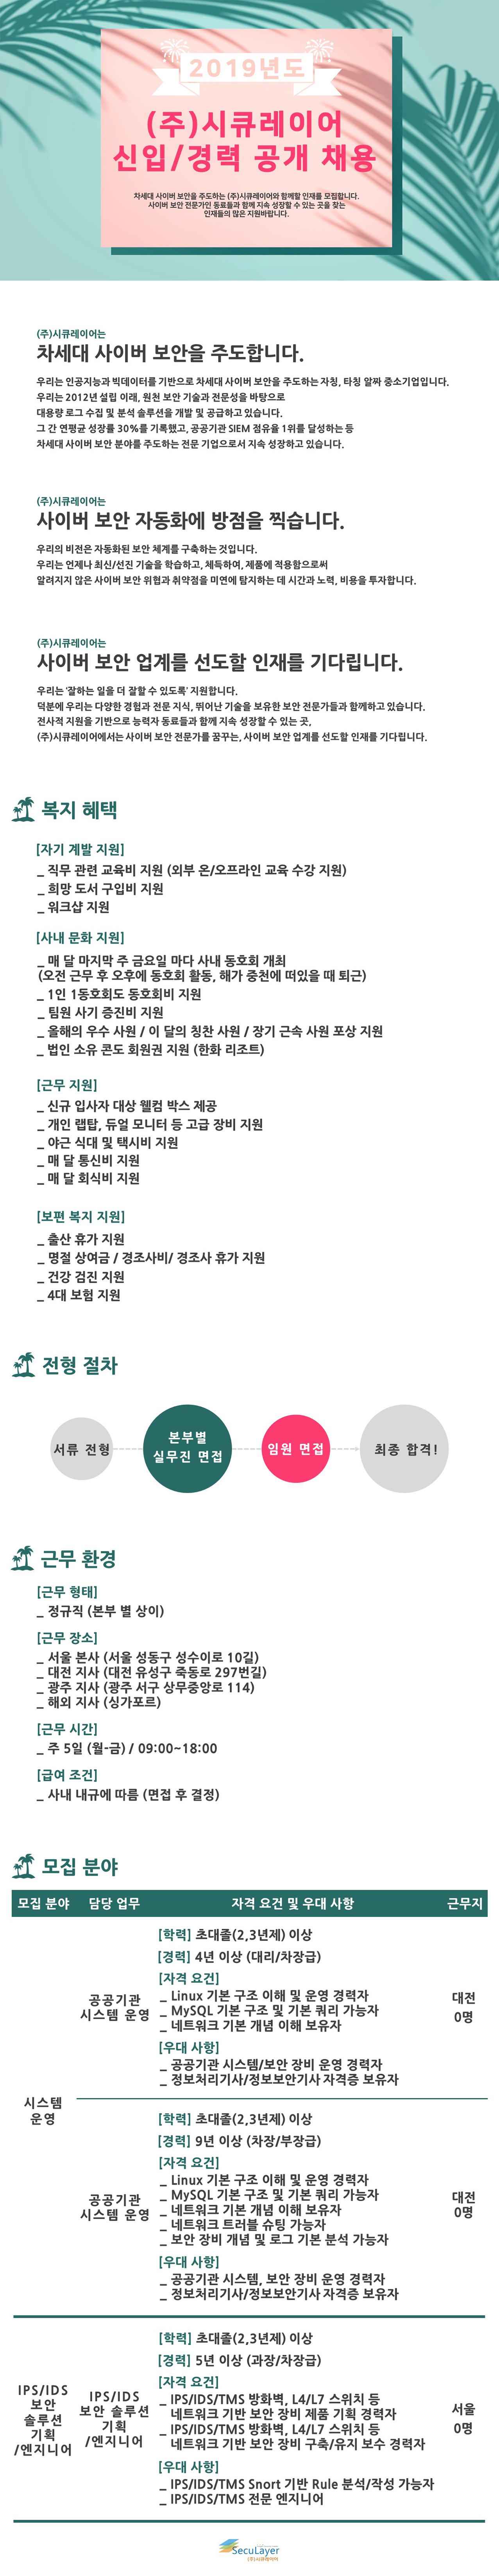 2019년도
(주)시큐레이어
신입/경력 공개 채용
차세대 사이버 보안을 주도하는 (주)시큐레이어와 함께할 인재를 모집합니다.
사이버 보안 전문가인 동료들과 함께 지속 성장할 수 있는 곳을 찾는
인재들의 많은 지원바랍니다.
(주)시큐레이어는
차세대 사이버 보안을 주도합니다.
우리는 인공지능과 빅데이터를 기반으로 차세대 사이버 보안을 주도하는 자칭, 타칭 알짜 중소기업입니다.
우리는 2012년 설립 이래, 원천 보안 기술과 전문성을 바탕으로
대용량 로그 수집 및 분석 솔루션을 개발 및 공급하고 있습니다.
그 간 연평균 성장률 30%를 기록했고, 공공기관 SIEM 점유율 1위를 달성하는 등
차세대 사이버 보안 분야를 주도하는 전문 기업으로서 지속 성장하고 있습니다.
(주)시큐레이어는
사이버 보안 자동화에 방점을 찍습니다.
우리의 비전은 자동화된 보안 체계를 구축하는 것입니다.
우리는 언제나 최신/선진 기술을 학습하고, 체득하여, 제품에 적용함으로써
알려지지 않은 사이버 보안 위협과 취약점을 미연에 탐지하는 데 시간과 노력, 비용을 투자합니다.
(주)시큐레이어는
사이버 보안 업계를 선도할 인재를 기다립니다.
우리는 '잘하는 일을 더 잘할 수 있도록' 지원합니다.
덕분에 우리는 다양한 경험과 전문 지식, 뛰어난 기술을 보유한 보안 전문가들과 함께하고 있습니다.
전사적 지원을 기반으로 능력자 동료들과 함께 지속 성장할 수 있는 곳,
(주)시큐레이어에서는 사이버 보안 전문가를 꿈꾸는, 사이버 보안 업계를 선도할 인재를 기다립니다.
복지 혜택
[자기 계발 지원]
_ 직무 관련 교육비 지원 (외부 온/오프라인 교육 수강 지원)
_ 희망 도서 구입비 지원
_ 워크샵 지원
[사내 문화 지원]
_ 매 달 마지막 주 금요일 마다 사내 동호회 개최
(오전 근무 후 오후에 동호회 활동, 해가 중천에 떠있을 때 퇴근)
_ 1인 1동호회도 동호회비 지원
_ 팀원 사기 증진비 지원
_ 올해의 우수 사원 / 이 달의 칭찬 사원 / 장기 근속 사원 포상 지원
_ 법인 소유 콘도 회원권 지원 (한화 리조트)
[근무 지원]
_ 신규 입사자 대상 웰컴 박스 제공
_ 개인 랩탑, 듀얼 모니터 등 고급 장비 지원
_ 야근 식대 및 택시비 지원
_ 매 달 통신비 지원
_ 매 달 회식비 지원
[보편 복지 지원]
_ 출산 휴가 지원
_ 명절 상여금 / 경조사비/ 경조사 휴가 지원
_ 건강 검진 지원
_ 4대 보험 지원
전형 절차
서류 전형
본부별
실무진 면접
임원 면접
최종 합격!
근무 환경
[근무 형태]
_ 정규직 (본부 별 상이)
[근무 장소]
_ 서울 본사 (서울 성동구 성수이로 10길)
_ 대전 지사 (대전 유성구 죽동로 297번길)
_ 광주 지사 (광주 서구 상무중앙로 114)
_ 해외 지사 (싱가포르)
[근무 시간]
_ 주 5일 (월-금) / 09:00~18:00
[급여 조건]
_ 사내 내규에 따름 (면접 후 결정)
모집 분야
모집 분야 담당 업무 자격 요건 및 우대 사항 근무지
시스템
운영
공공기관
시스템 운영
[학력] 초대졸(2,3년제) 이상
[경력] 4년 이상 (대리/차장급)
[자격 요건]
_ Linux 기본 구조 이해 및 운영 경력자
_ MySQL 기본 구조 및 기본 쿼리 가능자
_ 네트워크 기본 개념 이해 보유자
[우대 사항]
_ 공공기관 시스템/보안 장비 운영 경력자
_ 정보처리기사/정보보안기사 자격증 보유자
대전
0명
공공기관
시스템 운영
[학력] 초대졸(2,3년제) 이상
[경력] 9년 이상 (차장/부장급)
[자격 요건]
_ Linux 기본 구조 이해 및 운영 경력자
_ MySQL 기본 구조 및 기본 쿼리 가능자
_ 네트워크 기본 개념 이해 보유자
_ 네트워크 트러블 슈팅 가능자
_ 보안 장비 개념 및 로그 기본 분석 가능자
[우대 사항]
_ 공공기관 시스템, 보안 장비 운영 경력자
_ 정보처리기사/정보보안기사 자격증 보유자
대전
0명
IPS/IDS
보안
솔루션
기획
/엔지니어
IPS/IDS
보안 솔루션
기획
/엔지니어
[학력] 초대졸(2,3년제) 이상
[경력] 5년 이상 (과장/차장급)
[자격 요건]
_ IPS/IDS/TMS 방화벽, L4/L7 스위치 등
네트워크 기반 보안 장비 제품 기획 경력자
_ IPS/IDS/TMS 방화벽, L4/L7 스위치 등
네트워크 기반 보안 장비 구축/유지 보수 경력자
[우대 사항]
_ IPS/IDS/TMS Snort 기반 Rule 분석/작성 가능자
_ IPS/IDS/TMS 전문 엔지니어
서울
0명
SecuLayer
(주)시큐레이어